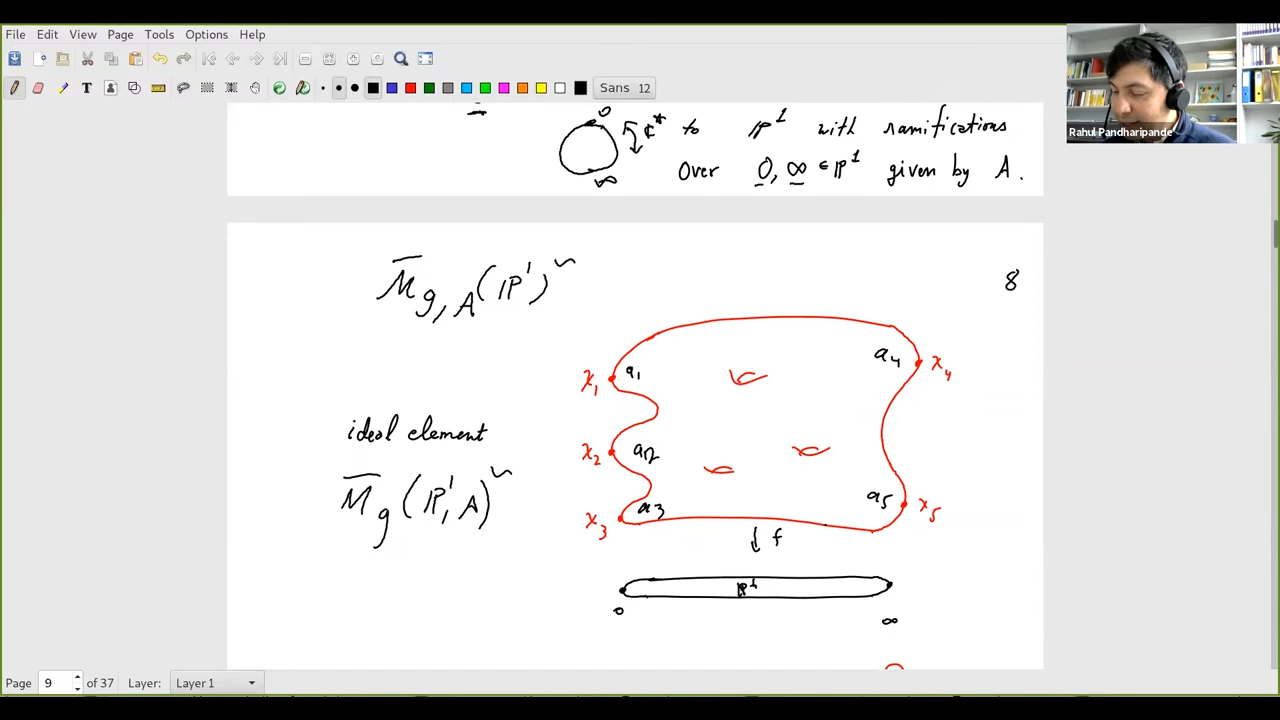 File Edit View Page Tools Options Help
Sans 12
Rahul Pandharipande
0 ℂ* to ℙ¹ with ramifications
∞ Over 0, ∞ ∈ ℙ¹ given by A.
M̄g,A(ℙ¹)~ 8
x₁ a₁ a₄ x₄
ideal element
x₂ a₂
M̄g(ℙ¹, A)~
x₃ a₃ a₅ x₅
↓ f
ℙ¹
0 ∞
Page 9 of 37 Layer: Layer 1